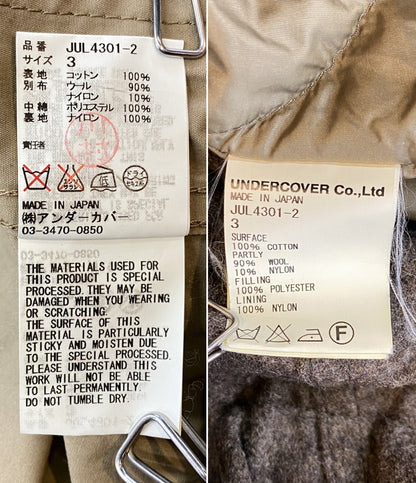 品番 JUL4301-2
サイズ 3
表地 コットン 100%
別布 ウール 90%
ナイロン 10%
中綿 ポリエステル 100%
裏地 ナイロン 100%
責任者
MADE IN JAPAN
(株)アンダーカバー
03-3470-0850
THE MATERIALS USED FOR
THIS PRODUCT IS SPECIAL
PROCESSED.THEY MAY BE
DAMAGED WHEN YOU WEARING
OR SCRATCHING.
THE SURFACE OF THIS
MATERIAL IS PARTICULARLY
STICKY AND MOISTEN DUE
TO THE SPECIAL PROCESSED.
PLEASE UNDERSTAND THIS
WORK WILL NOT BE ABLE
TO LAST PERMANENTLY.
DO NOT TUMBLE DRY.
UNDERCOVER Co.,Ltd
MADE IN JAPAN
JUL4301-2
3
SURFACE
100% COTTON
PARTLY
90% WOOL
10% NYLON
FILLING
100% POLYESTER
LINING
100% NYLON
F